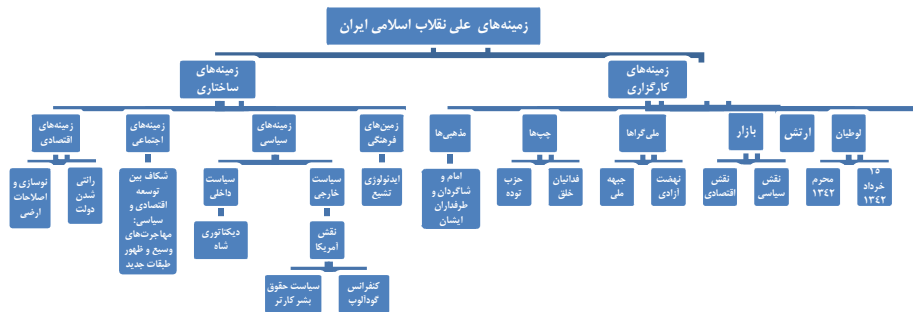 زمینه‌های علی نقلاب اسلامی ایران
زمینه‌های
کارگزاری
زمینه‌های
ساختاری
لوطیان
ارتش
بازار
ملی‌گراها
چپ‌ها
مذهبی‌ها
زمین‌های
فرهنگی
زمینه‌های
سیاسی
زمینه‌های
اجتماعی
زمینه‌های
اقتصادی
۱۵
خرداد
۱۳۴۲
محرم
۱۳۴۲
نقش
سیاسی
نقش
اقتصادی
نهضت
آزادی
جبهه
ملی
فدائیان
خلق
حزب
توده
امام و
شاگردان و
طرفداران
ایشان
ایدئولوژی
تشیع
سیاست
خارجی
سیاست
داخلی
شکاف بین
توسعه
اقتصادی و
سیاسی:
مهاجرت‌های
وسیع و ظهور
طبقات جدید
رانتی
شدن
دولت
نوسازی و
اصلاحات
ارضی
نقش
آمریکا
دیکتاتوری
شاه
کنفرانس
گودالوپ
سیاست حقوق
بشر کارتر